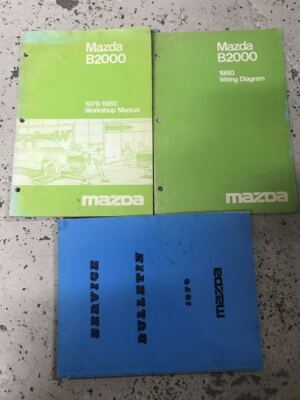 Mazda
B2000
1979/1980
Workshop Manual
mazda
Mazda
B2000
1980
Wiring Diagram
mazda
SERVICE
BULLETIN
1979
mazda